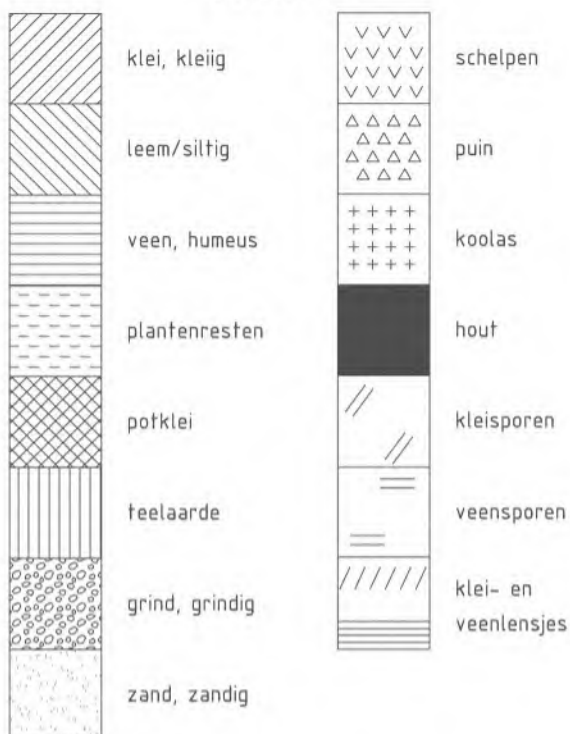 klei, kleiig
leem/siltig
veen, humeus
plantenresten
potklei
teelaarde
grind, grindig
zand, zandig
schelpen
puin
koolas
hout
kleisporen
veensporen
klei- en
veenlensjes